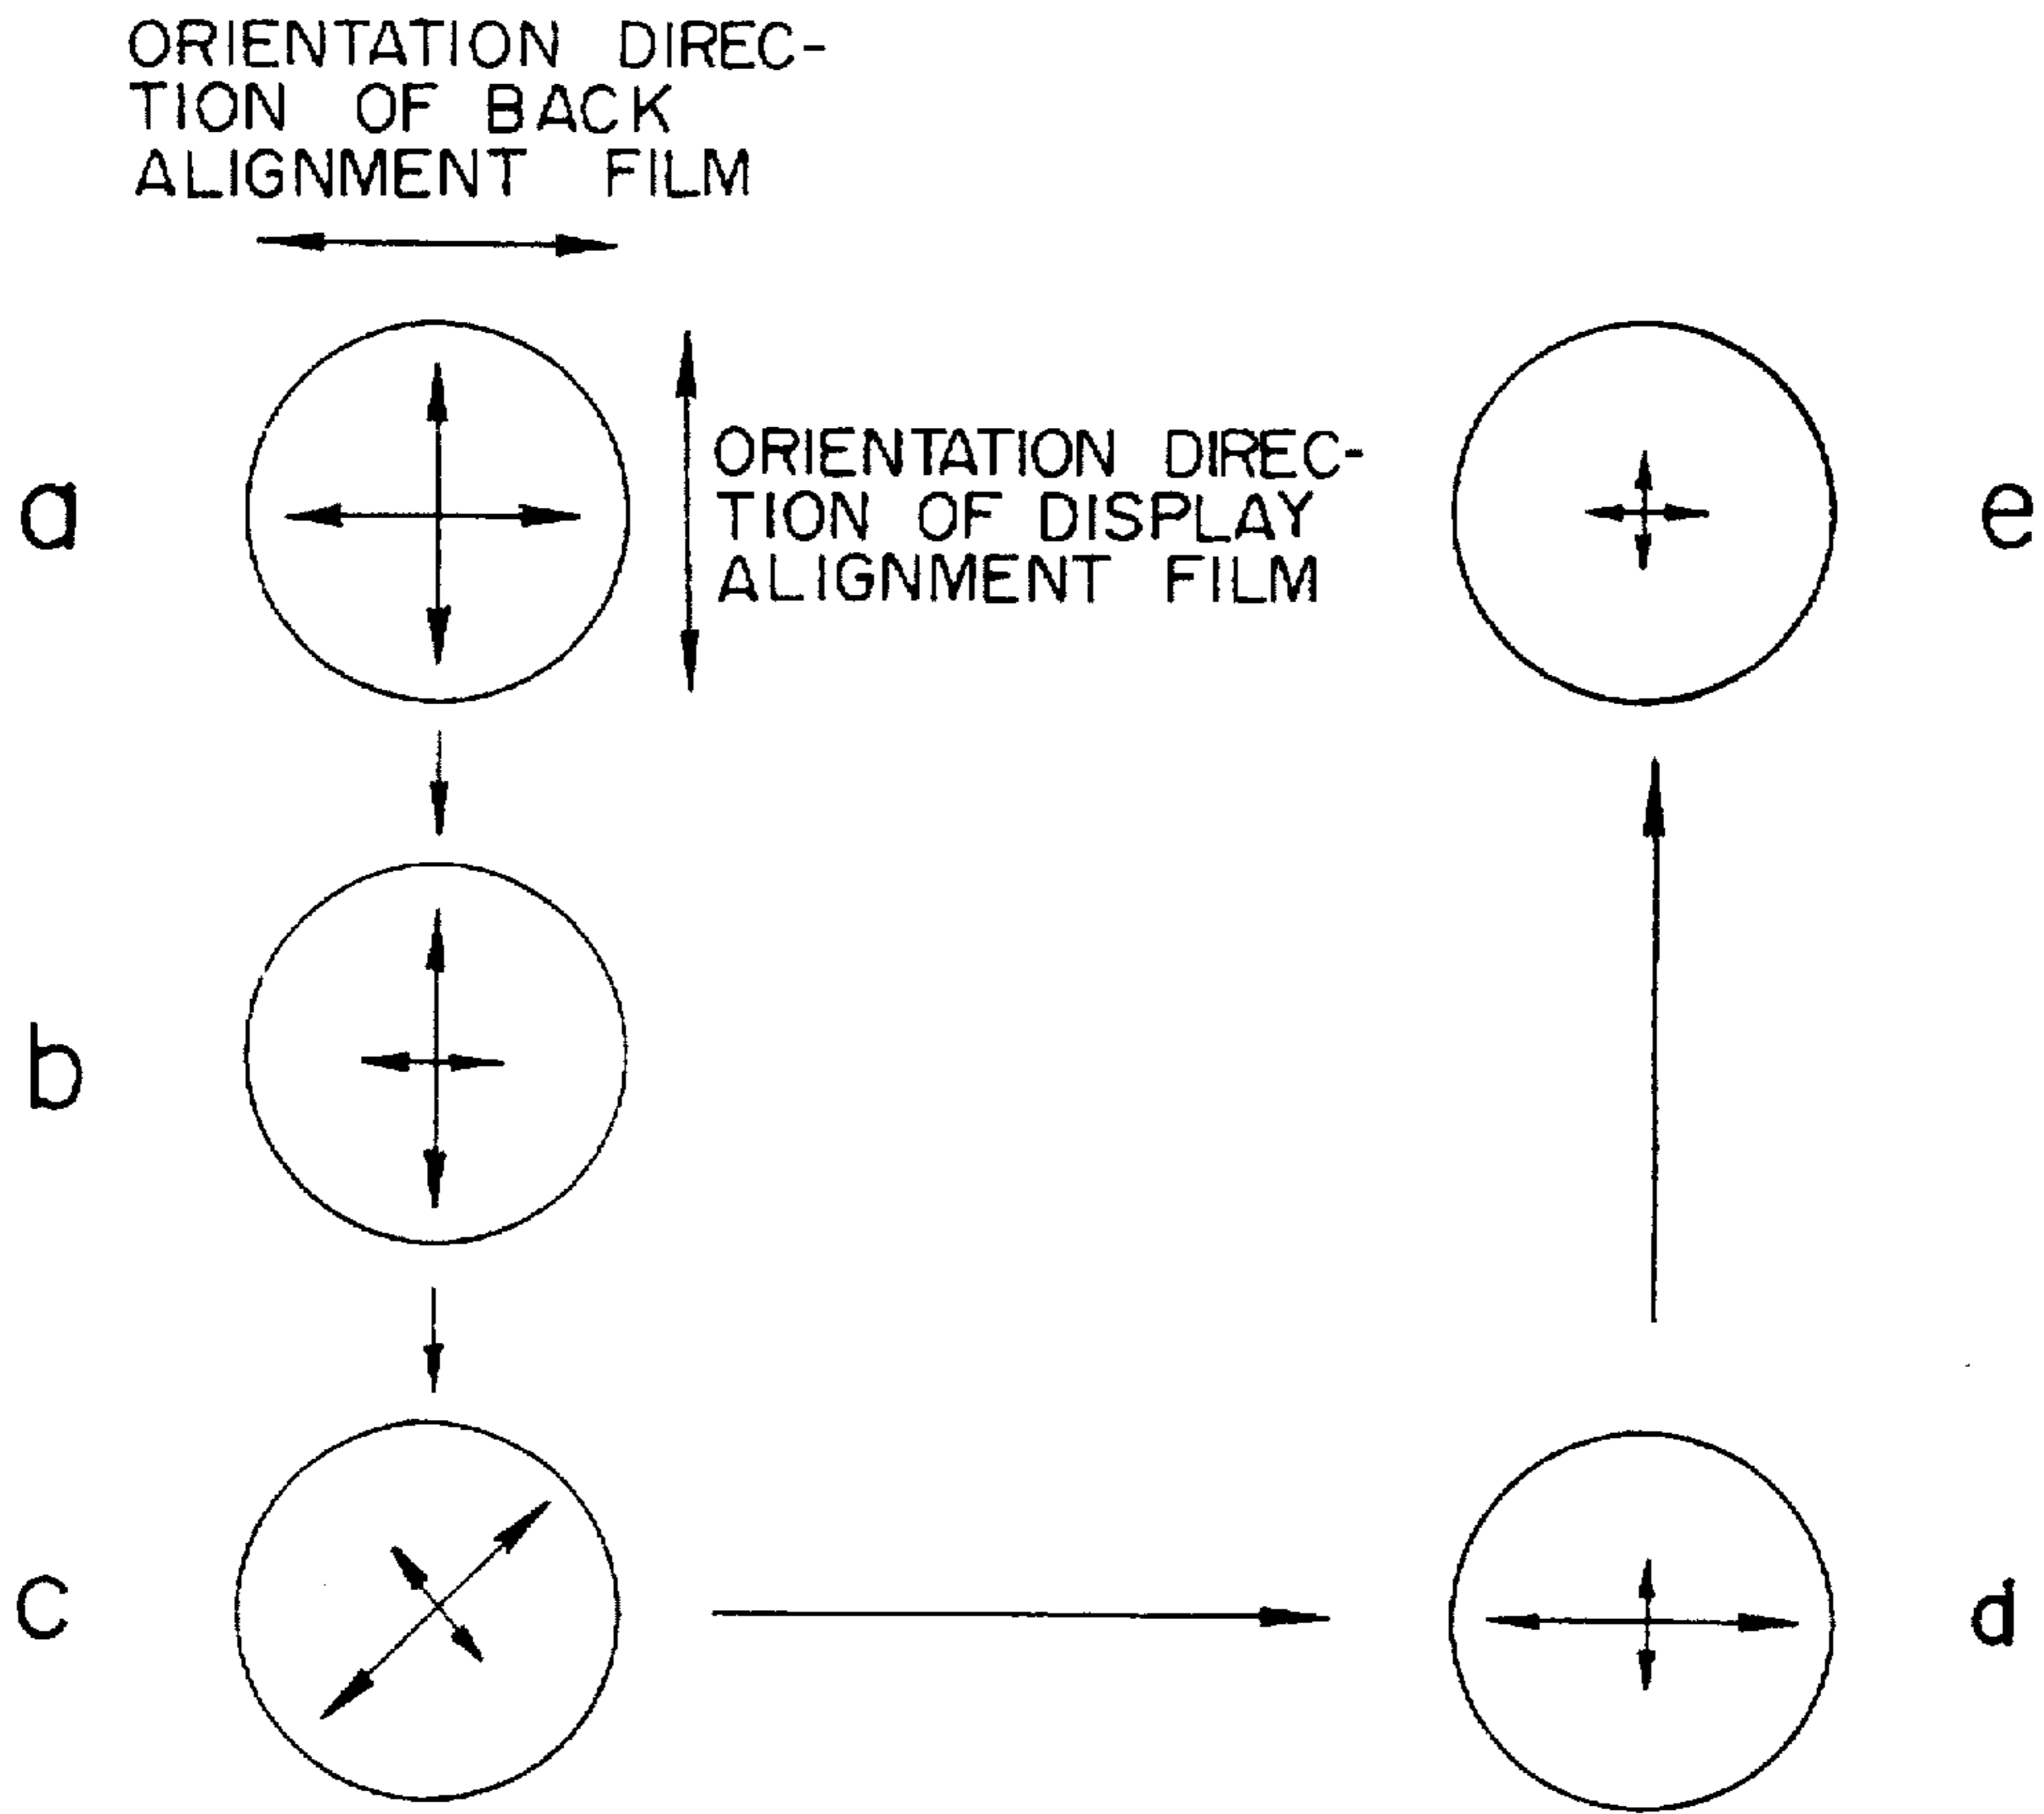 ORIENTATION DIREC-
TION OF BACK
ALIGNMENT FILM
a
ORIENTATION DIREC-
TION OF DISPLAY
ALIGNMENT FILM
e
b
c
d